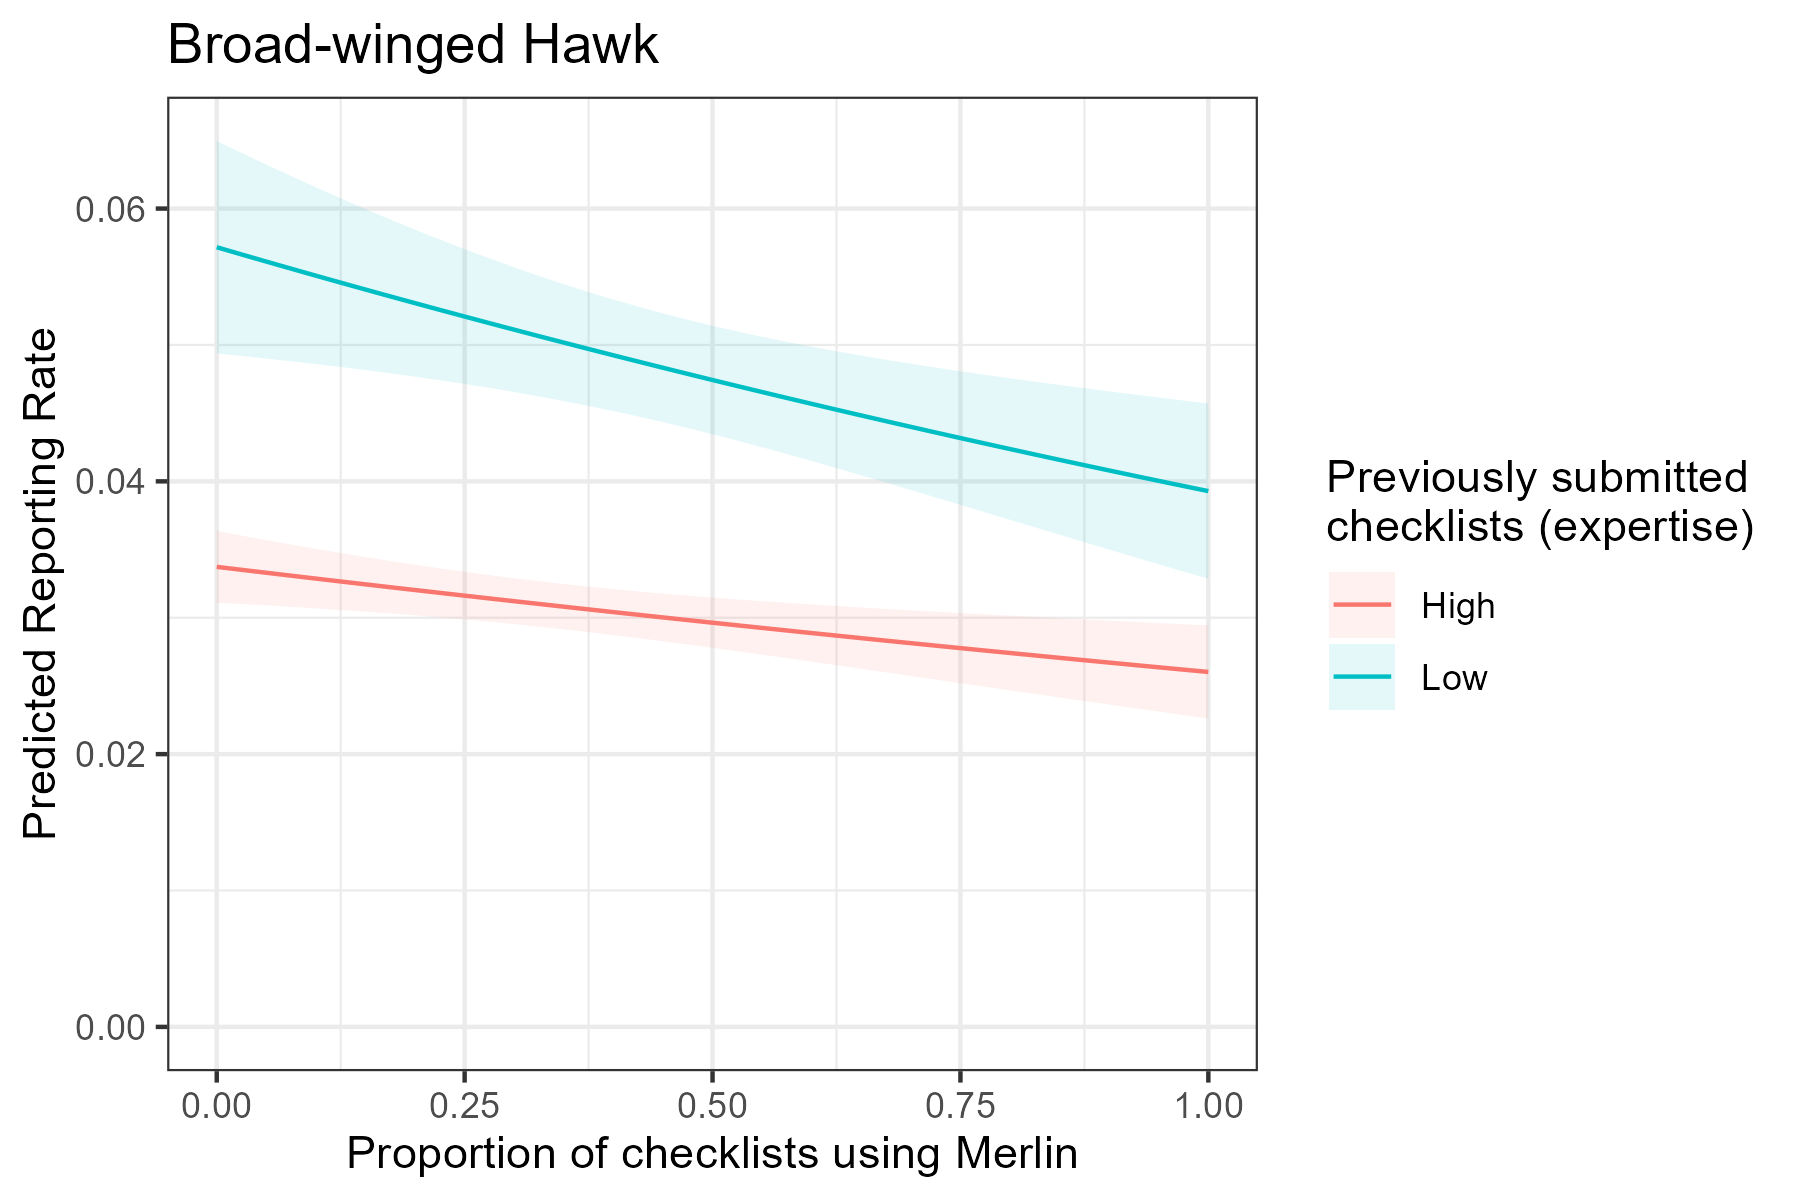 Broad-winged Hawk
Predicted Reporting Rate
0.06
0.04
0.02
0.00
0.00 0.25 0.50 0.75 1.00
Proportion of checklists using Merlin
Previously submitted
checklists (expertise)
High
Low